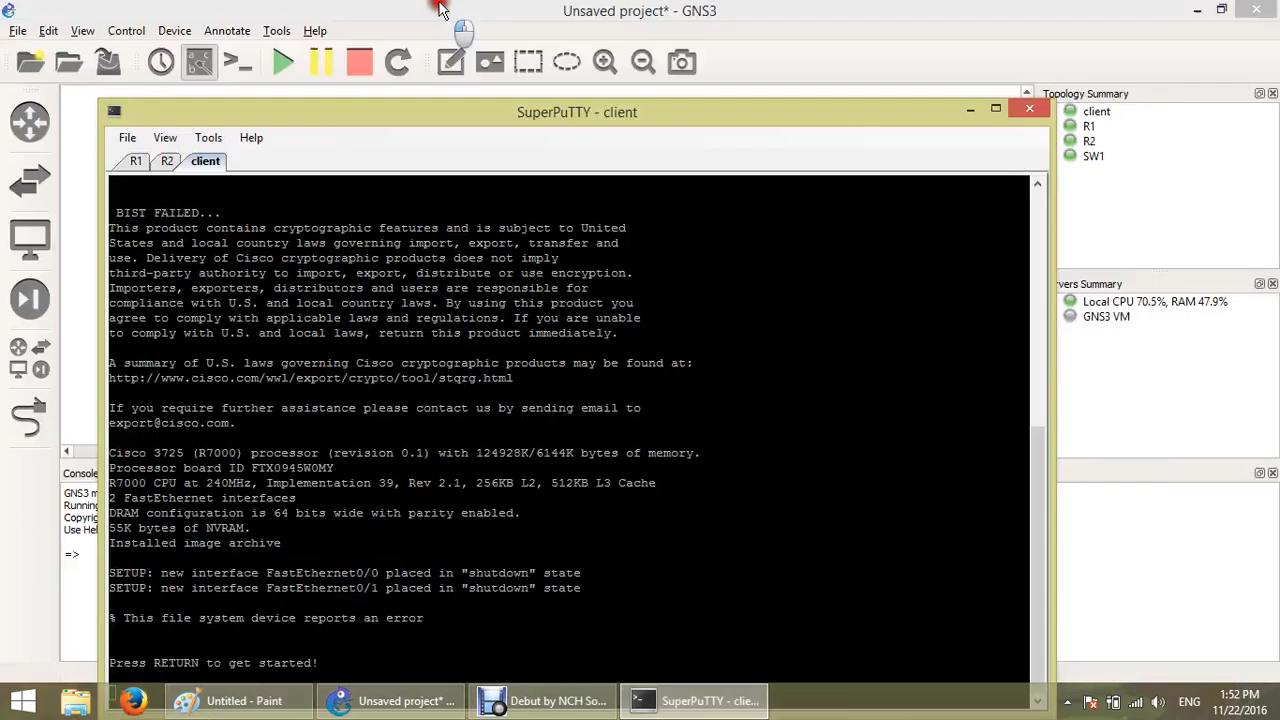 Unsaved project* - GNS3
File Edit View Control Device Annotate Tools Help
Topology Summary
client
R1
R2
SW1
SuperPuTTY - client
File View Tools Help
R1 R2 client
BIST FAILED...
This product contains cryptographic features and is subject to United
States and local country laws governing import, export, transfer and
use. Delivery of Cisco cryptographic products does not imply
third-party authority to import, export, distribute or use encryption.
Importers, exporters, distributors and users are responsible for
compliance with U.S. and local country laws. By using this product you
agree to comply with applicable laws and regulations. If you are unable
to comply with U.S. and local laws, return this product immediately.
A summary of U.S. laws governing Cisco cryptographic products may be found at:
http://www.cisco.com/wwl/export/crypto/tool/stqrg.html
If you require further assistance please contact us by sending email to
export@cisco.com.
Cisco 3725 (R7000) processor (revision 0.1) with 124928K/6144K bytes of memory.
Processor board ID FTX0945W0MY
R7000 CPU at 240MHz, Implementation 39, Rev 2.1, 256KB L2, 512KB L3 Cache
2 FastEthernet interfaces
DRAM configuration is 64 bits wide with parity enabled.
55K bytes of NVRAM.
Installed image archive
SETUP: new interface FastEthernet0/0 placed in "shutdown" state
SETUP: new interface FastEthernet0/1 placed in "shutdown" state
% This file system device reports an error
Press RETURN to get started!
ervers Summary
Local CPU 70.5%, RAM 47.9%
GNS3 VM
Console
GNS3 m
Running
Copyrig
Use Hel
=>
Untitled - Paint
Unsaved project* ...
Debut by NCH So...
SuperPuTTY - clie...
ENG
1:52 PM
11/22/2016